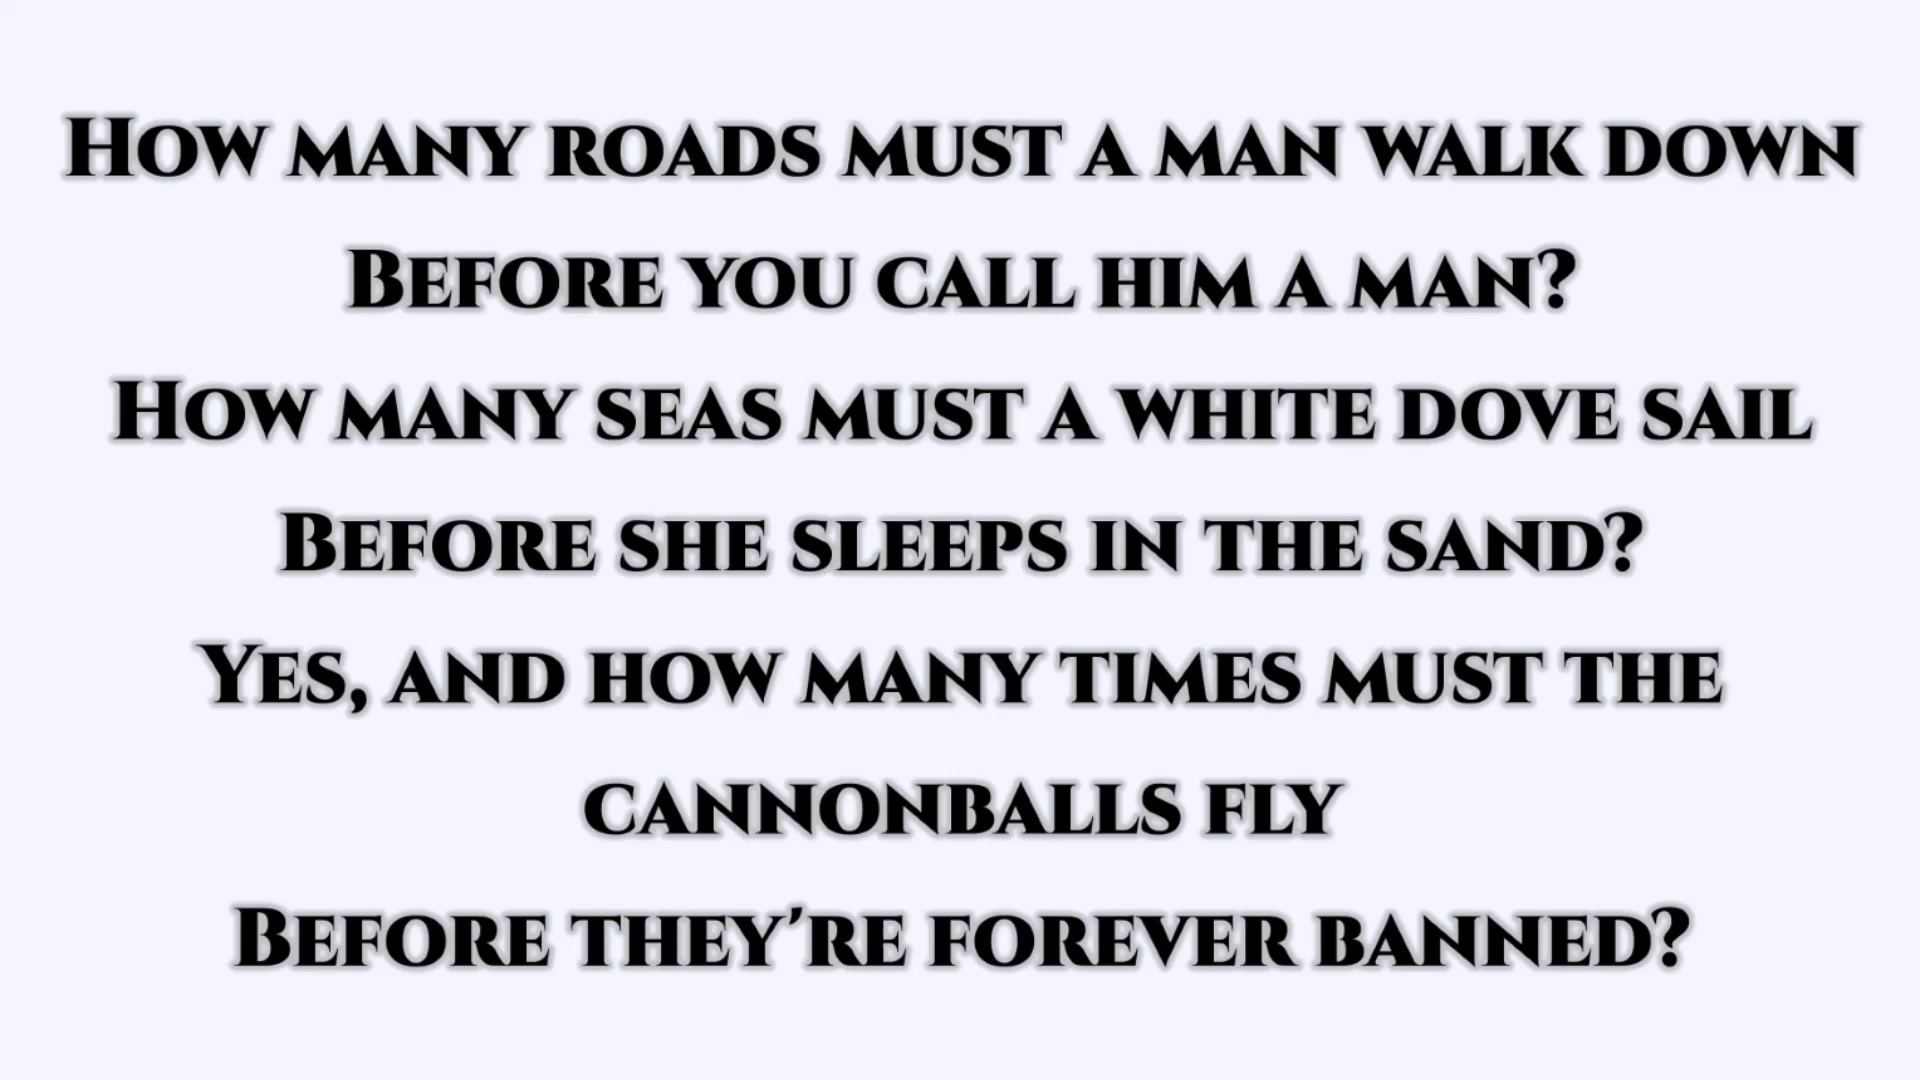 How many roads must a man walk down
Before you call him a man?
How many seas must a white dove sail
Before she sleeps in the sand?
Yes, and how many times must the
cannonballs fly
Before they're forever banned?